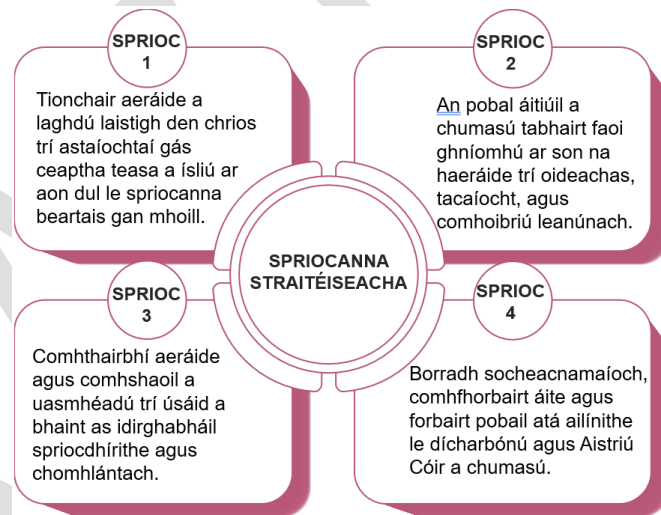 SPRIOC
1
Tionchair aeráide a
laghdú laistigh den chrios
trí astaíochtaí gás
ceaptha teasa a ísliú ar
aon dul le spriocanna
beartais gan mhoill.
SPRIOC
2
An pobal áitiúil a
chumasú tabhairt faoi
ghníomhú ar son na
haeráide trí oideachas,
tacaíocht, agus
comhoibriú leanúnach.
SPRIOCANNA
STRAITÉISEACHA
SPRIOC
3
Comhthairbhí aeráide
agus comhshaoil a
uasmhéadú trí úsáid a
bhaint as idirghabháil
spriocdhírithe agus
chomhlántach.
SPRIOC
4
Borradh socheacnamaíoch,
comhfhorbairt áite agus
forbairt pobail atá ailínithe
le dícharbónú agus Aistriú
Cóir a chumasú.